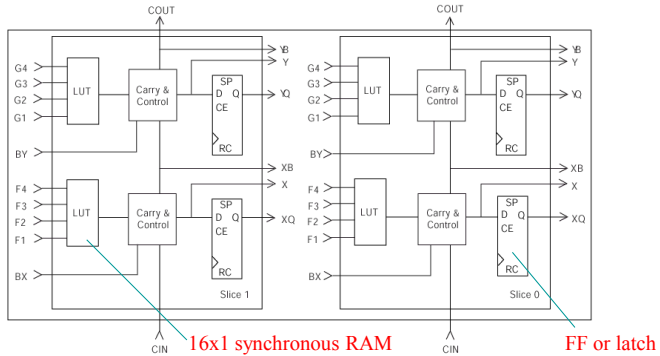 COUT COUT
YB YB
Y Y
G4 G4
G3 LUT Carry & Control SP D Q YQ G3 LUT Carry & Control SP D Q YQ
G2 CE G2 CE
G1 G1
BY RC BY RC
XB XB
F4 X F4 X
F3 LUT Carry & Control SP D Q XQ F3 LUT Carry & Control SP D Q XQ
F2 CE F2 CE
F1 F1
BX RC BX RC
Slice 1 Slice 0
16x1 synchronous RAM FF or latch
CIN CIN